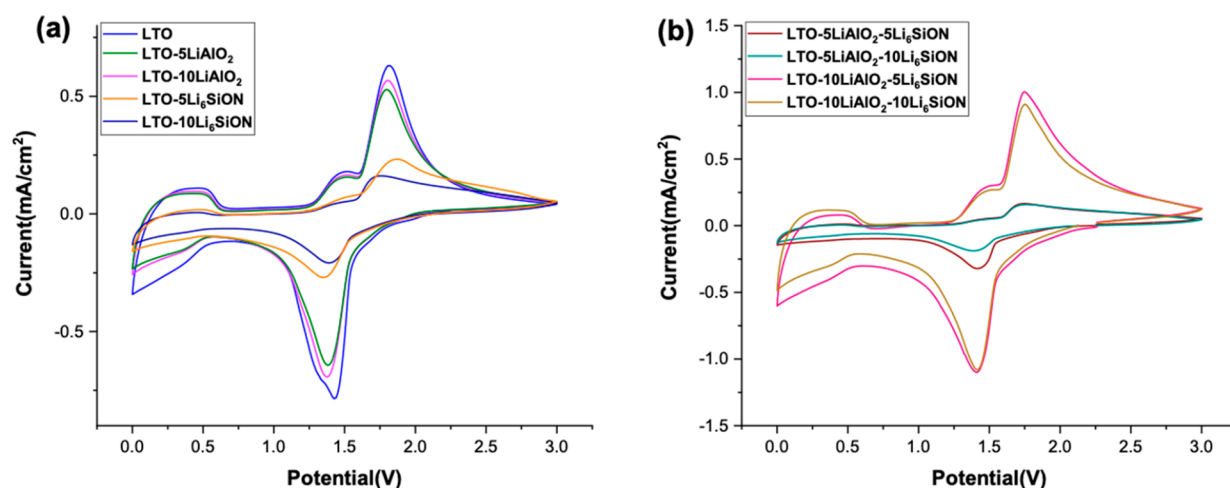 (a)
LTO
LTO-5LiAlO₂
LTO-10LiAlO₂
LTO-5Li₆SiON
LTO-10Li₆SiON
0.5
0.0
-0.5
Current(mA/cm²)
0.0 0.5 1.0 1.5 2.0 2.5 3.0
Potential(V)
(b)
LTO-5LiAlO₂-5Li₆SiON
LTO-5LiAlO₂-10Li₆SiON
LTO-10LiAlO₂-5Li₆SiON
LTO-10LiAlO₂-10Li₆SiON
1.5
1.0
0.5
0.0
-0.5
-1.0
-1.5
Current(mA/cm²)
0.0 0.5 1.0 1.5 2.0 2.5 3.0
Potential(V)